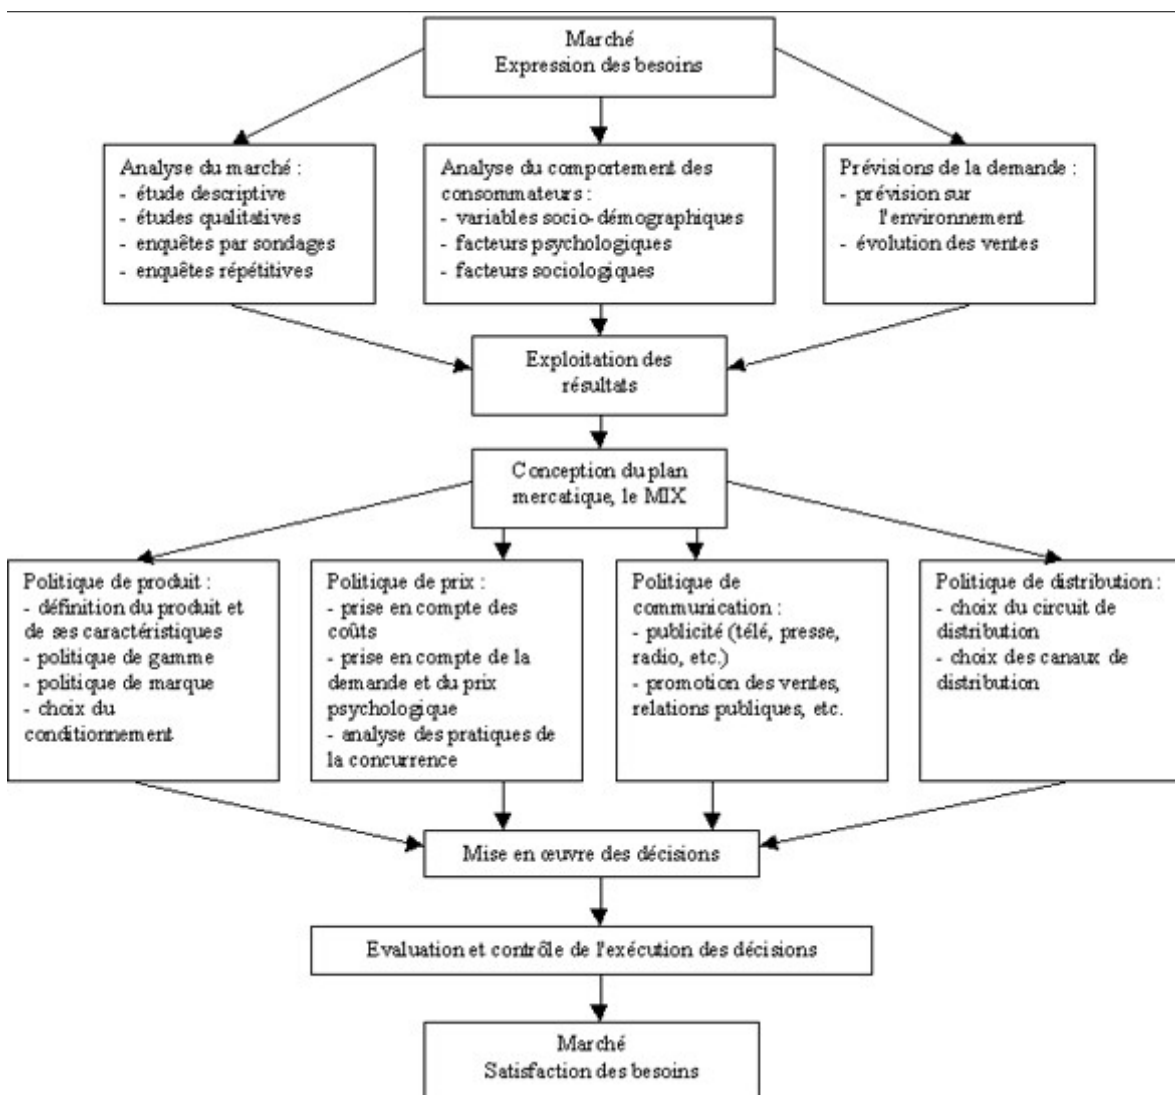 Marché
Expression des besoins
Analyse du marché :
- étude descriptive
- études qualitatives
- enquêtes par sondages
- enquêtes répétitives
Analyse du comportement des
consommateurs :
- variables socio-démographiques
- facteurs psychologiques
- facteurs sociologiques
Prévisions de la demande :
- prévision sur
l'environnement
- évolution des ventes
Exploitation des
résultats
Conception du plan
mercatique, le MIX
Politique de produit :
- définition du produit et
de ses caractéristiques
- politique de gamme
- politique de marque
- choix du
conditionnement
Politique de prix :
- prise en compte des
coûts
- prise en compte de la
demande et du prix
psychologique
- analyse des pratiques de
la concurrence
Politique de
communication :
- publicité (télé, presse,
radio, etc.)
- promotion des ventes,
relations publiques, etc.
Politique de distribution :
- choix du circuit de
distribution
- choix des canaux de
distribution
Mise en œuvre des décisions
Evaluation et contrôle de l'exécution des décisions
Marché
Satisfaction des besoins